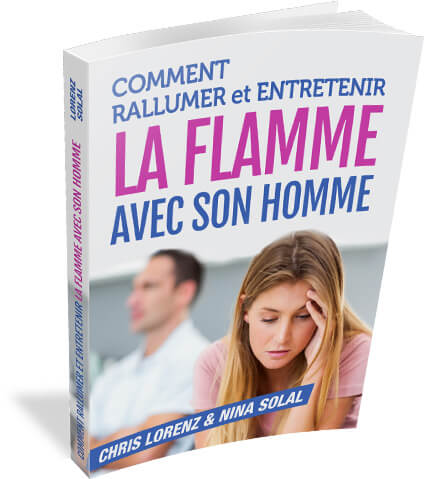 COMMENT
RALLUMER et ENTRETENIR
LA FLAMME
AVEC SON HOMME
CHRIS LORENZ & NINA SOLAL
LORENZ
SOLAL
COMMENT RALLUMER ET ENTRETENIR LA FLAMME AVEC SON HOMME